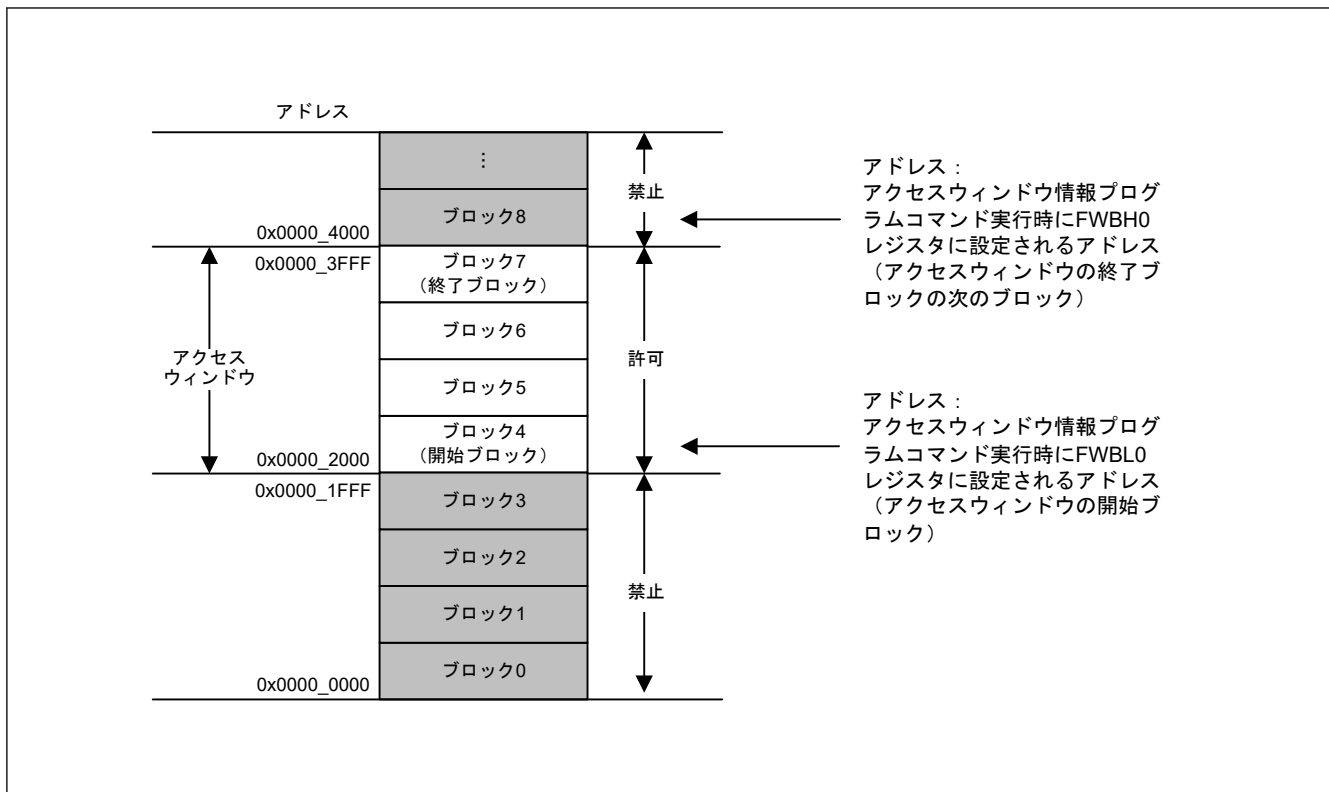 アドレス
⋮
ブロック8
0x0000_4000
0x0000_3FFF
ブロック7
（終了ブロック）
ブロック6
ブロック5
ブロック4
（開始ブロック）
0x0000_2000
0x0000_1FFF
ブロック3
ブロック2
ブロック1
ブロック0
0x0000_0000
アクセス
ウィンドウ
禁止
許可
禁止
アドレス：
アクセスウィンドウ情報プログ
ラムコマンド実行時にFWBH0
レジスタに設定されるアドレス
（アクセスウィンドウの終了ブ
ロックの次のブロック）
アドレス：
アクセスウィンドウ情報プログ
ラムコマンド実行時にFWBL0
レジスタに設定されるアドレス
（アクセスウィンドウの開始ブ
ロック）